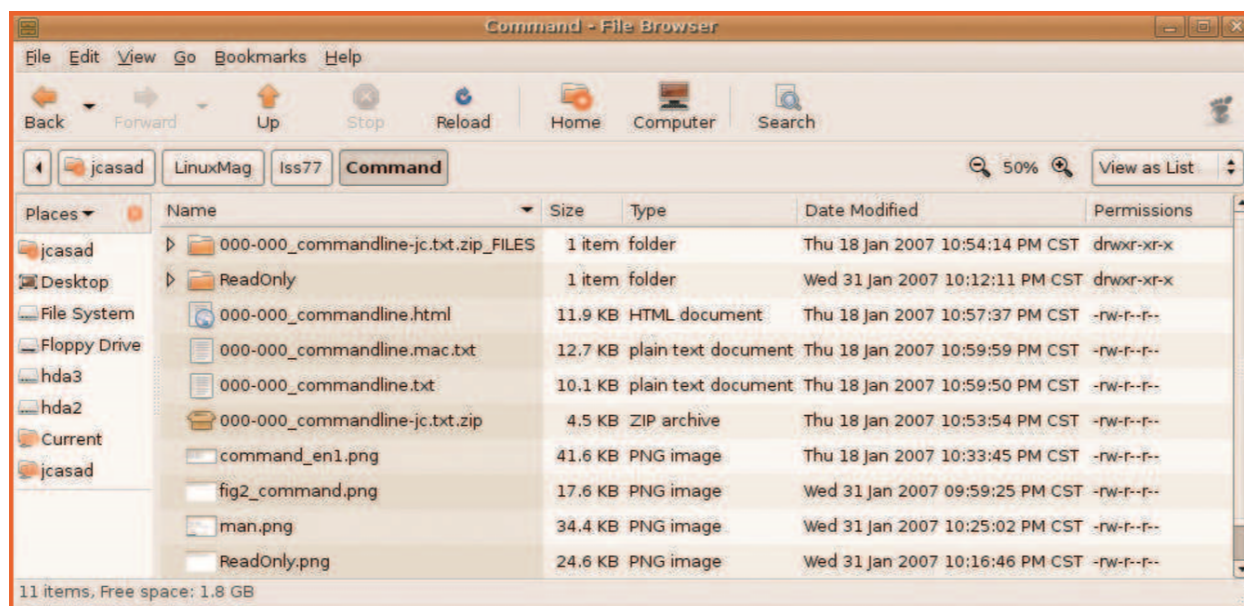 Command - File Browser
File Edit View Go Bookmarks Help
Back Forward Up Stop Reload Home Computer Search
jcasad LinuxMag Iss77 Command 50% View as List
Places Name Size Type Date Modified Permissions
jcasad 000-000_commandline-jc.txt.zip_FILES 1 item folder Thu 18 Jan 2007 10:54:14 PM CST drwxr-xr-x
Desktop ReadOnly 1 item folder Wed 31 Jan 2007 10:12:11 PM CST drwxr-xr-x
File System 000-000_commandline.html 11.9 KB HTML document Thu 18 Jan 2007 10:57:37 PM CST -rw-r--r--
Floppy Drive 000-000_commandline.mac.txt 12.7 KB plain text document Thu 18 Jan 2007 10:59:59 PM CST -rw-r--r--
hda3 000-000_commandline.txt 10.1 KB plain text document Thu 18 Jan 2007 10:59:50 PM CST -rw-r--r--
hda2 000-000_commandline-jc.txt.zip 4.5 KB ZIP archive Thu 18 Jan 2007 10:53:54 PM CST -rw-r--r--
Current command_en1.png 41.6 KB PNG image Thu 18 Jan 2007 10:33:45 PM CST -rw-r--r--
jcasad fig2_command.png 17.6 KB PNG image Wed 31 Jan 2007 09:59:25 PM CST -rw-r--r--
man.png 34.4 KB PNG image Wed 31 Jan 2007 10:25:02 PM CST -rw-r--r--
ReadOnly.png 24.6 KB PNG image Wed 31 Jan 2007 10:16:46 PM CST -rw-r--r--
11 items, Free space: 1.8 GB